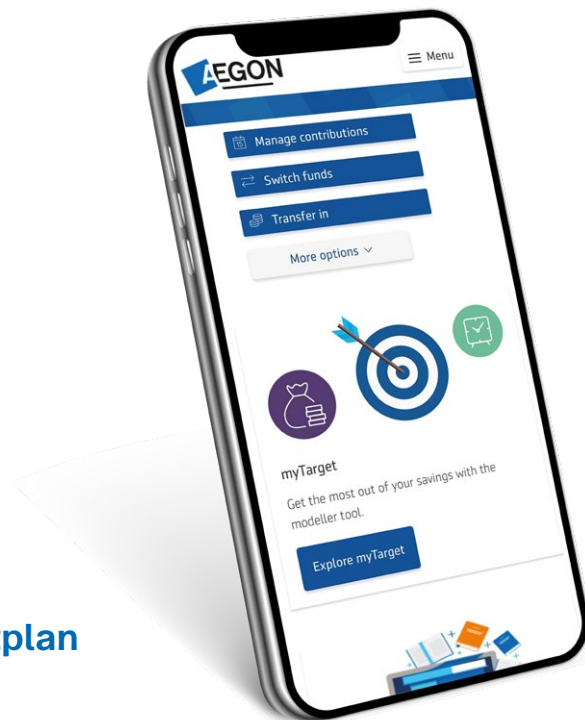 AEGON
Menu
Manage contributions
Switch funds
Transfer in
More options
myTarget
Get the most out of your savings with the
modeller tool.
Explore myTarget